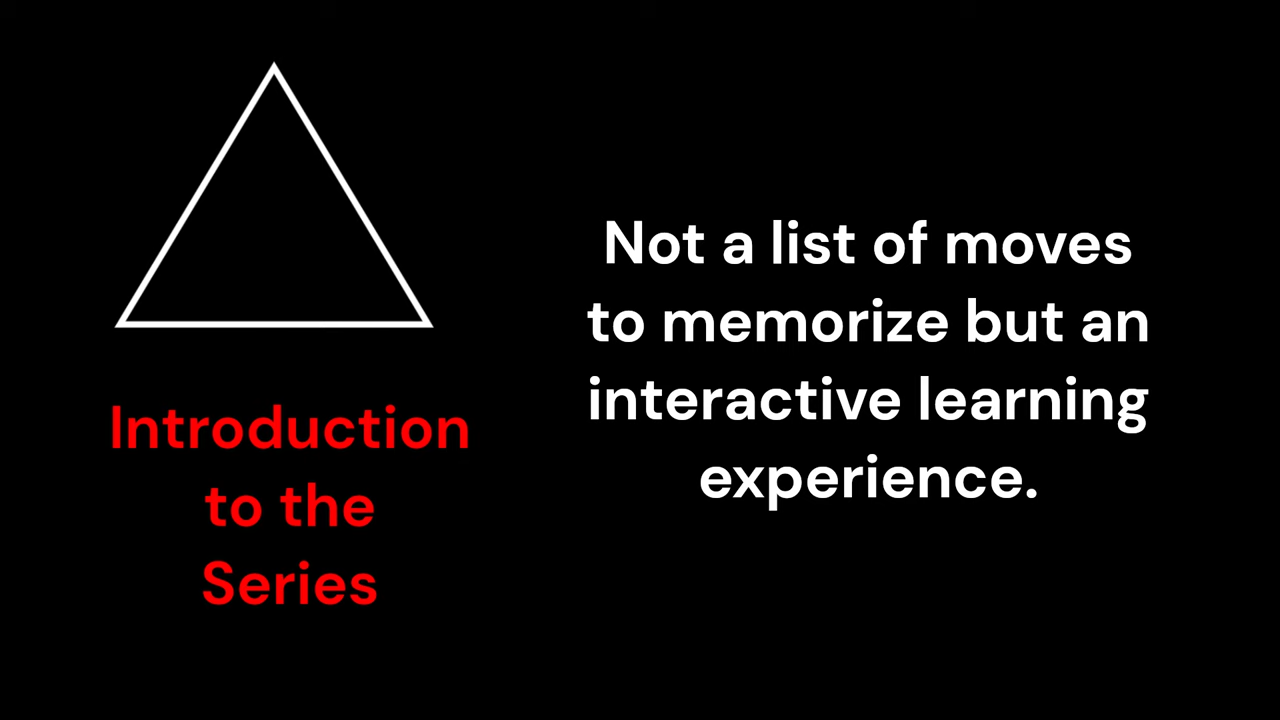 Introduction
to the
Series
Not a list of moves
to memorize but an
interactive learning
experience.